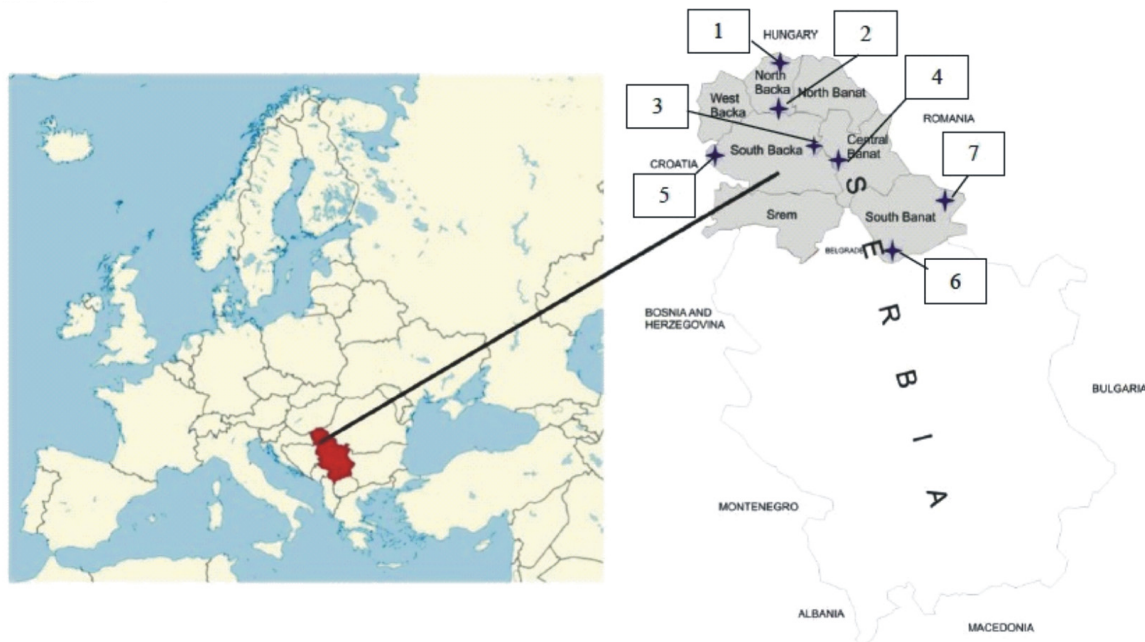 1
HUNGARY
2
North
Backa
North Banat
West
Backa
3
4
ROMANIA
South Backa
Central
Banat
CROATIA
7
5
Srem
South Banat
BELGRADE
6
S
E
R
B
I
A
BOSNIA AND
HERZEGOVINA
BULGARIA
MONTENEGRO
ALBANIA
MACEDONIA